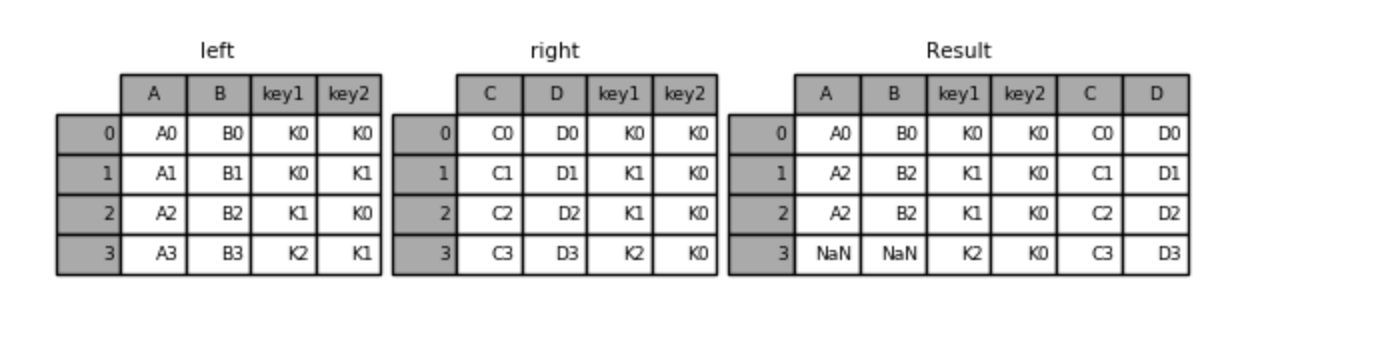 left right Result
A B key1 key2 C D key1 key2 A B key1 key2 C D
0 A0 B0 K0 K0 0 C0 D0 K0 K0 0 A0 B0 K0 K0 C0 D0
1 A1 B1 K0 K1 1 C1 D1 K1 K0 1 A2 B2 K1 K0 C1 D1
2 A2 B2 K1 K0 2 C2 D2 K1 K0 2 A2 B2 K1 K0 C2 D2
3 A3 B3 K2 K1 3 C3 D3 K2 K0 3 NaN NaN K2 K0 C3 D3